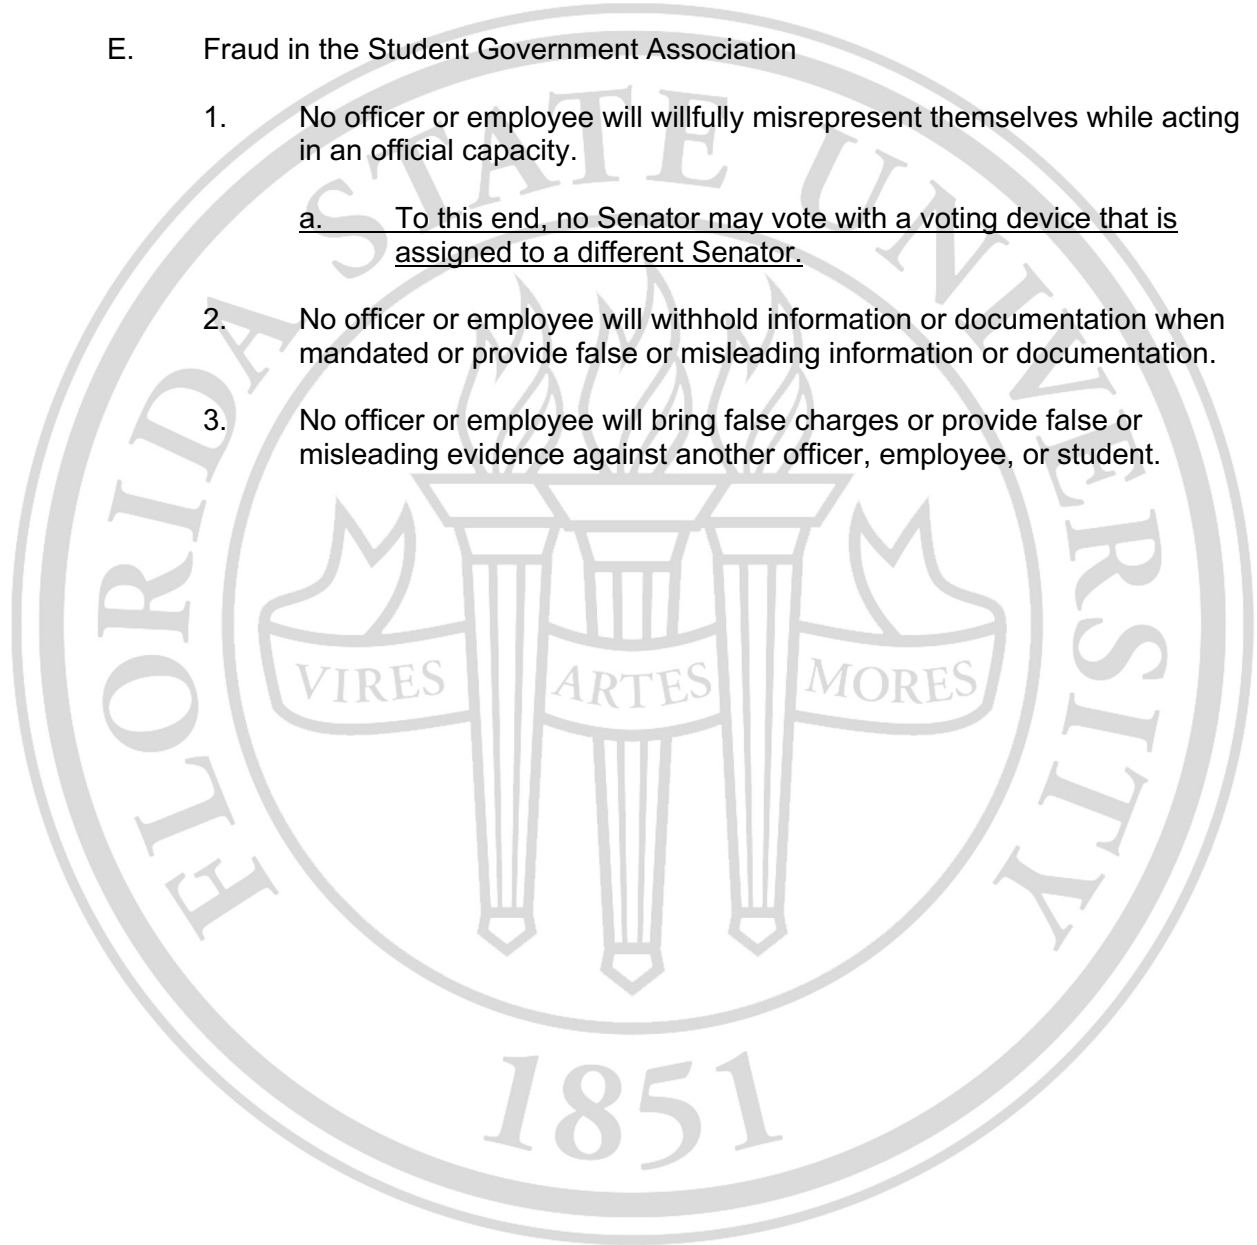 E. Fraud in the Student Government Association
1. No officer or employee will willfully misrepresent themselves while acting
in an official capacity.
a. To this end, no Senator may vote with a voting device that is
assigned to a different Senator.
2. No officer or employee will withhold information or documentation when
mandated or provide false or misleading information or documentation.
3. No officer or employee will bring false charges or provide false or
misleading evidence against another officer, employee, or student.
FLORIDA STATE UNIVERSITY
VIRES ARTES MORES
1851